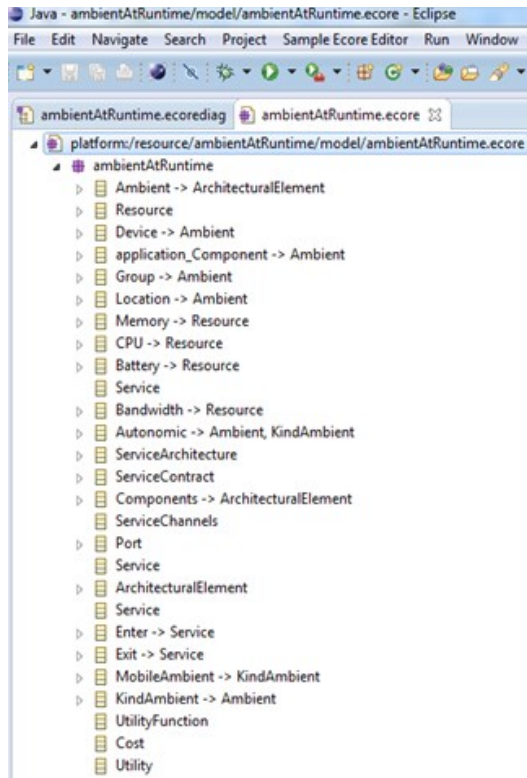 Java - ambientAtRuntime/model/ambientAtRuntime.ecore - Eclipse
File Edit Navigate Search Project Sample Ecore Editor Run Window
ambientAtRuntime.ecorediag ambientAtRuntime.ecore
platform:/resource/ambientAtRuntime/model/ambientAtRuntime.ecore
ambientAtRuntime
Ambient -> ArchitecturalElement
Resource
Device -> Ambient
application_Component -> Ambient
Group -> Ambient
Location -> Ambient
Memory -> Resource
CPU -> Resource
Battery -> Resource
Service
Bandwidth -> Resource
Autonomic -> Ambient, KindAmbient
ServiceArchitecture
ServiceContract
Components -> ArchitecturalElement
ServiceChannels
Port
Service
ArchitecturalElement
Service
Enter -> Service
Exit -> Service
MobileAmbient -> KindAmbient
KindAmbient -> Ambient
UtilityFunction
Cost
Utility